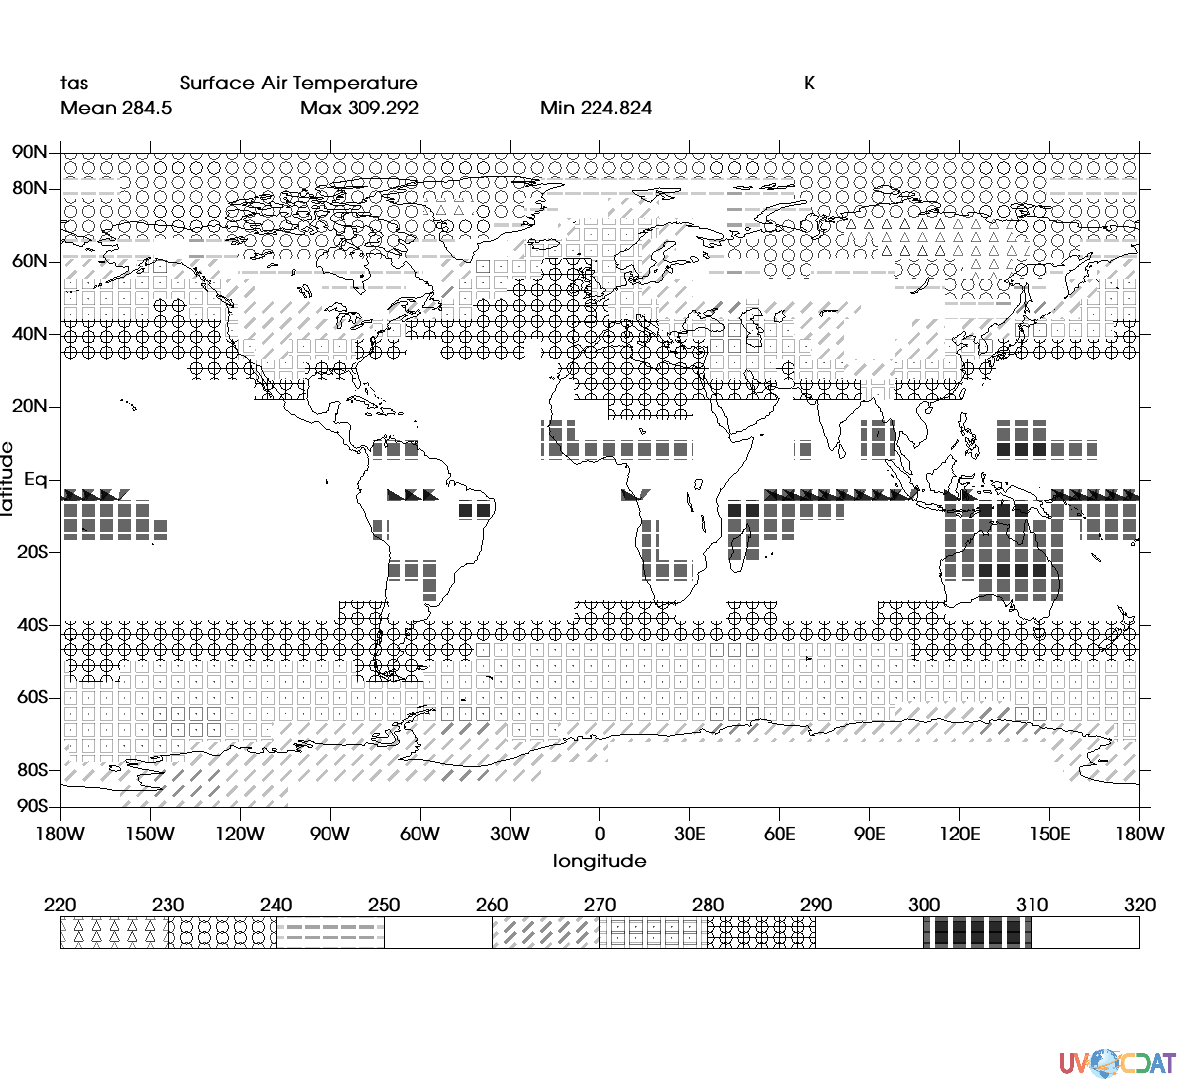 tas Surface Air Temperature K
Mean 284.5 Max 309.292 Min 224.824
90N
80N
60N
40N
20N
Eq
20S
40S
60S
80S
90S
latitude
180W 150W 120W 90W 60W 30W 0 30E 60E 90E 120E 150E 180W
longitude
220 230 240 250 260 270 280 290 300 310 320
UV CDAT